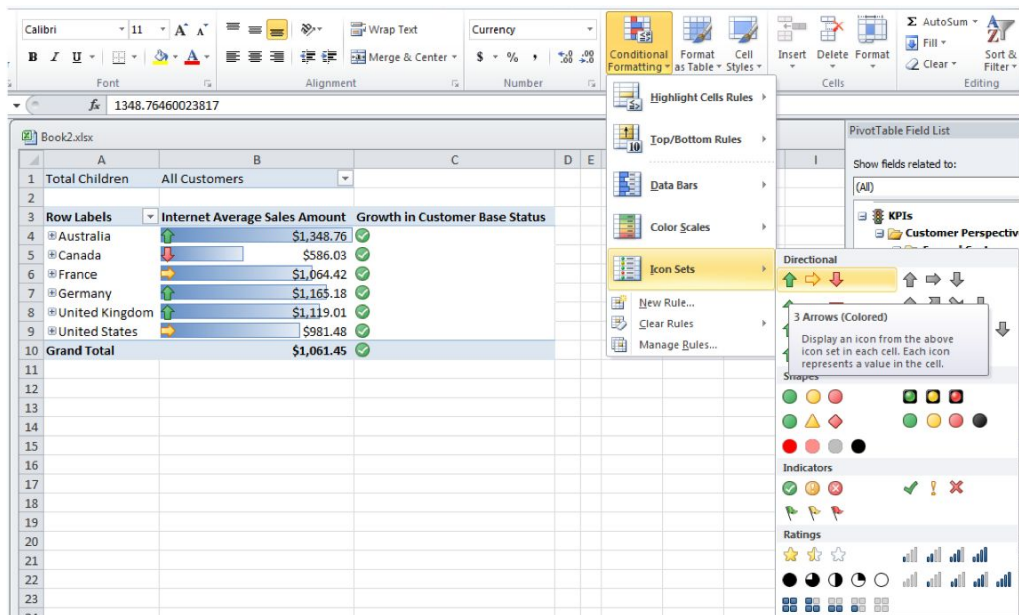 Calibri 11 A A Wrap Text Currency Conditional Formatting Format as Table Cell Styles Insert Delete Format Σ AutoSum Fill Clear Sort & Filter
B I U A Merge & Center $ % , .00
Font Alignment Number Cells Editing
fx 1348.76460023817
Book2.xlsx
A B C D E I
1 Total Children All Customers
2
3 Row Labels Internet Average Sales Amount Growth in Customer Base Status
4 Australia $1,348.76
5 Canada $586.03
6 France $1,064.42
7 Germany $1,165.18
8 United Kingdom $1,119.01
9 United States $981.48
10 Grand Total $1,061.45
11
12
13
14
15
16
17
18
19
20
21
22
23
Highlight Cells Rules
Top/Bottom Rules
10
Data Bars
Color Scales
Icon Sets
New Rule...
Clear Rules
Manage Rules...
PivotTable Field List
Show fields related to:
(All)
KPIs
Customer Perspectiv
Directional
3 Arrows (Colored)
Display an icon from the above
icon set in each cell. Each icon
represents a value in the cell.
Shapes
Indicators
Ratings